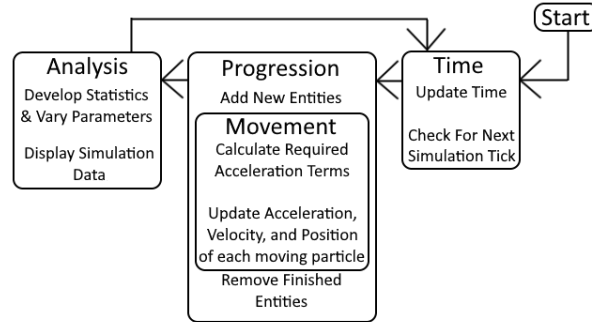 Start
Analysis
Develop Statistics
& Vary Parameters
Display Simulation
Data
Progression
Add New Entities
Movement
Calculate Required
Acceleration Terms
Update Acceleration,
Velocity, and Position
of each moving particle
Remove Finished
Entities
Time
Update Time
Check For Next
Simulation Tick